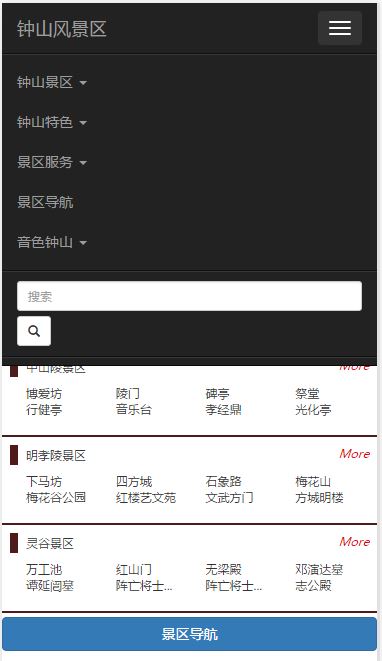 钟山风景区
钟山景区
钟山特色
景区服务
景区导航
音色钟山
搜索
中山陵景区 More
博爱坊 陵门 碑亭 祭堂
行健亭 音乐台 孝经鼎 光化亭
明孝陵景区 More
下马坊 四方城 石象路 梅花山
梅花谷公园 红楼艺文苑 文武方门 方城明楼
灵谷景区 More
万工池 红山门 无梁殿 邓演达墓
谭延闿墓 阵亡将士... 阵亡将士... 志公殿
景区导航